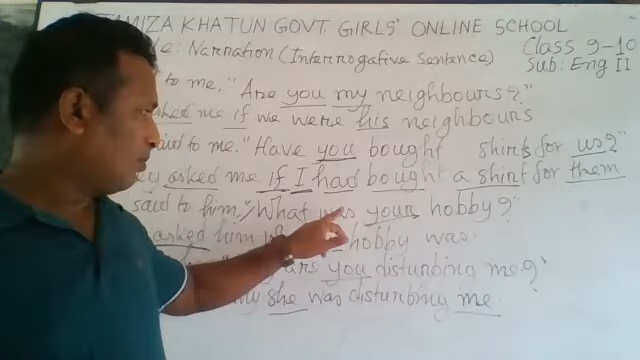 TAMIZA KHATUN GOVT. GIRLS' ONLINE SCHOOL
Class 9-10
: Narration (Interrogative Sentence)
Sub: Eng II
to me. "Are you my neighbours?"
asked me if we were his neighbours
said to me. "Have you bought shirts for us?"
asked me if I had bought a shirt for them
said to him. "What was your hobby?"
asked him hobby was
are you disturbing me?"
she was disturbing me